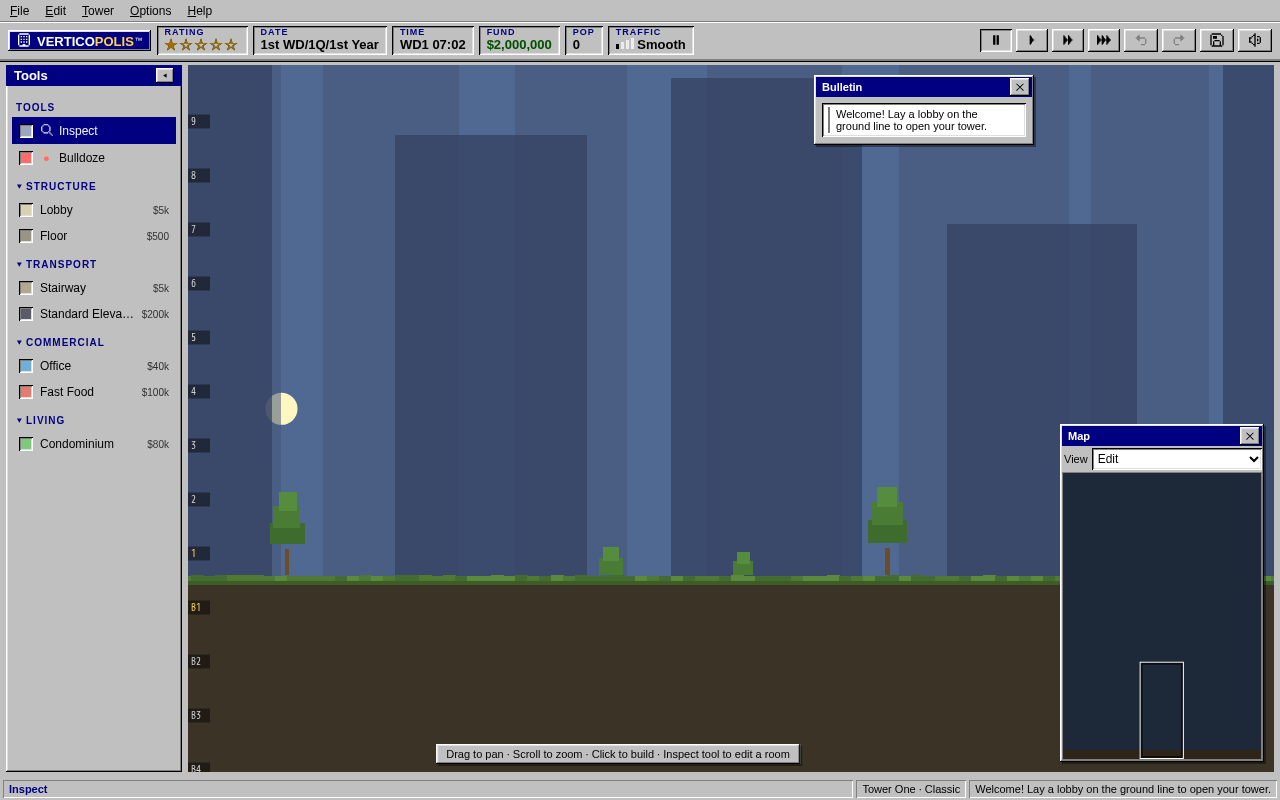 File Edit Tower Options Help
VERTICOPOLIS™
RATING
DATE
1st WD/1Q/1st Year
TIME
WD1 07:02
FUND
$2,000,000
POP
0
TRAFFIC
Smooth
Tools
TOOLS
Inspect
Bulldoze
STRUCTURE
Lobby $5k
Floor $500
TRANSPORT
Stairway $5k
Standard Eleva… $200k
COMMERCIAL
Office $40k
Fast Food $100k
LIVING
Condominium $80k
9
8
7
6
5
4
3
2
1
B1
B2
B3
B4
Bulletin
Welcome! Lay a lobby on the
ground line to open your tower.
Map
View Edit
Drag to pan · Scroll to zoom · Click to build · Inspect tool to edit a room
Inspect
Tower One · Classic
Welcome! Lay a lobby on the ground line to open your tower.